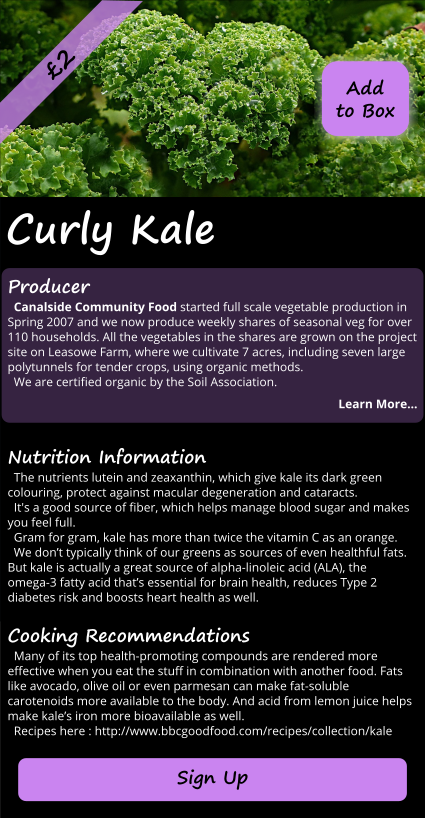 £2
Add
to Box
Curly Kale
Producer
Canalside Community Food started full scale vegetable production in
Spring 2007 and we now produce weekly shares of seasonal veg for over
110 households. All the vegetables in the shares are grown on the project
site on Leasowe Farm, where we cultivate 7 acres, including seven large
polytunnels for tender crops, using organic methods.
We are certified organic by the Soil Association.
Learn More...
Nutrition Information
The nutrients lutein and zeaxanthin, which give kale its dark green
colouring, protect against macular degeneration and cataracts.
It's a good source of fiber, which helps manage blood sugar and makes
you feel full.
Gram for gram, kale has more than twice the vitamin C as an orange.
We don’t typically think of our greens as sources of even healthful fats.
But kale is actually a great source of alpha-linoleic acid (ALA), the
omega-3 fatty acid that’s essential for brain health, reduces Type 2
diabetes risk and boosts heart health as well.
Cooking Recommendations
Many of its top health-promoting compounds are rendered more
effective when you eat the stuff in combination with another food. Fats
like avocado, olive oil or even parmesan can make fat-soluble
carotenoids more available to the body. And acid from lemon juice helps
make kale’s iron more bioavailable as well.
Recipes here : http://www.bbcgoodfood.com/recipes/collection/kale
Sign Up